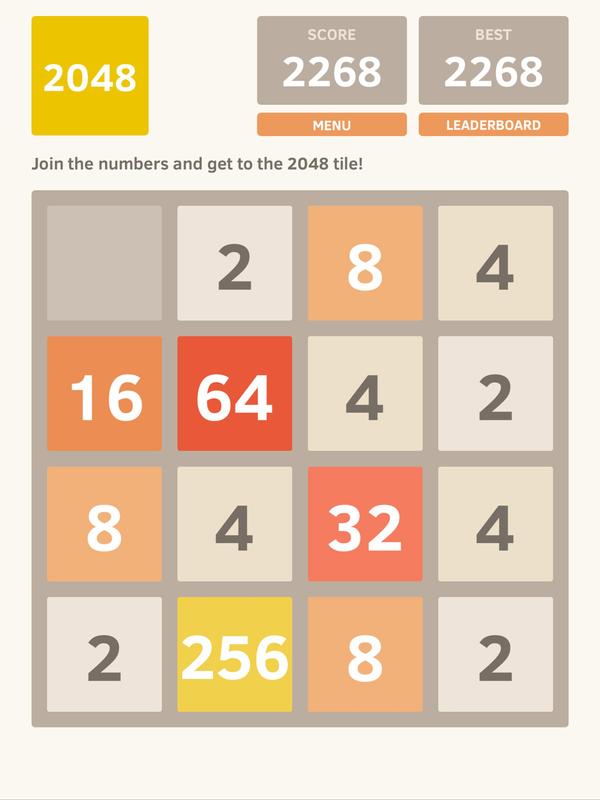 2048
SCORE BEST
2268 2268
MENU LEADERBOARD
Join the numbers and get to the 2048 tile!
2 8 4
16 64 4 2
8 4 32 4
2 256 8 2